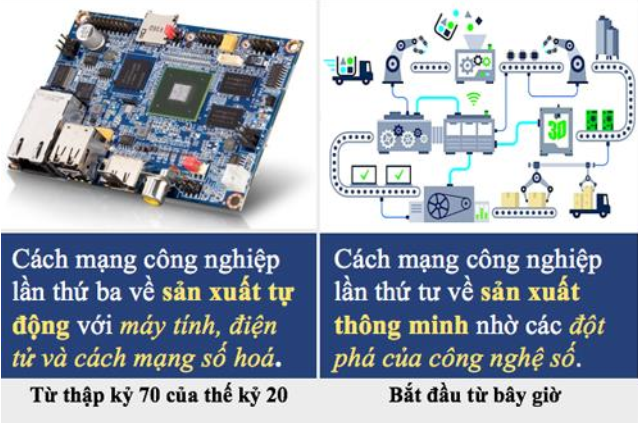 3D
Cách mạng công nghiệp
lần thứ ba về sản xuất tự
động với máy tính, điện
tử và cách mạng số hoá.
Từ thập kỷ 70 của thế kỷ 20
Cách mạng công nghiệp
lần thứ tư về sản xuất
thông minh nhờ các đột
phá của công nghệ số.
Bắt đầu từ bây giờ